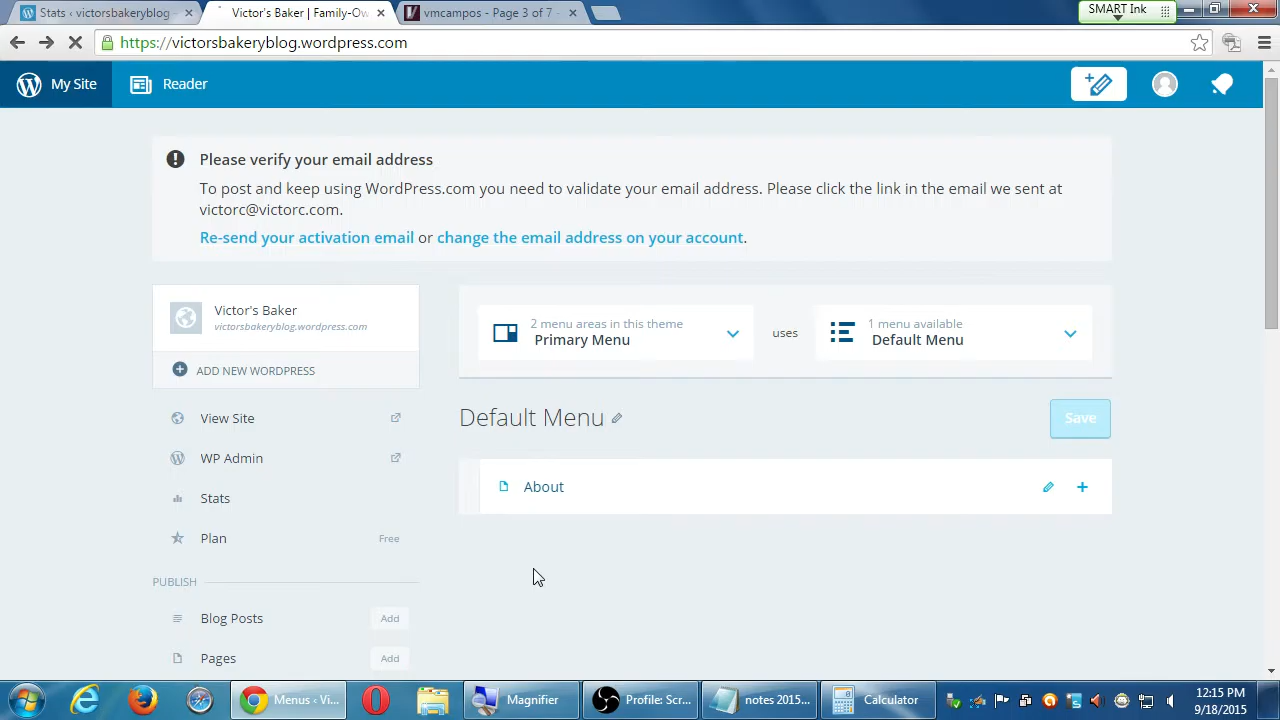 Stats ‹ victorsbakeryblog
Victor's Baker | Family-Ow
vmcampos - Page 3 of 7 -
SMART Ink
https://victorsbakeryblog.wordpress.com
My Site
Reader
Please verify your email address
To post and keep using WordPress.com you need to validate your email address. Please click the link in the email we sent at
victorc@victorc.com.
Re-send your activation email or change the email address on your account.
Victor's Baker
victorsbakeryblog.wordpress.com
ADD NEW WORDPRESS
2 menu areas in this theme
Primary Menu
uses
1 menu available
Default Menu
View Site
WP Admin
Stats
Plan
Free
PUBLISH
Blog Posts
Add
Pages
Add
Default Menu
Save
About
Menus ‹ Vi...
Magnifier
Profile: Scr...
notes 2015...
Calculator
12:15 PM
9/18/2015